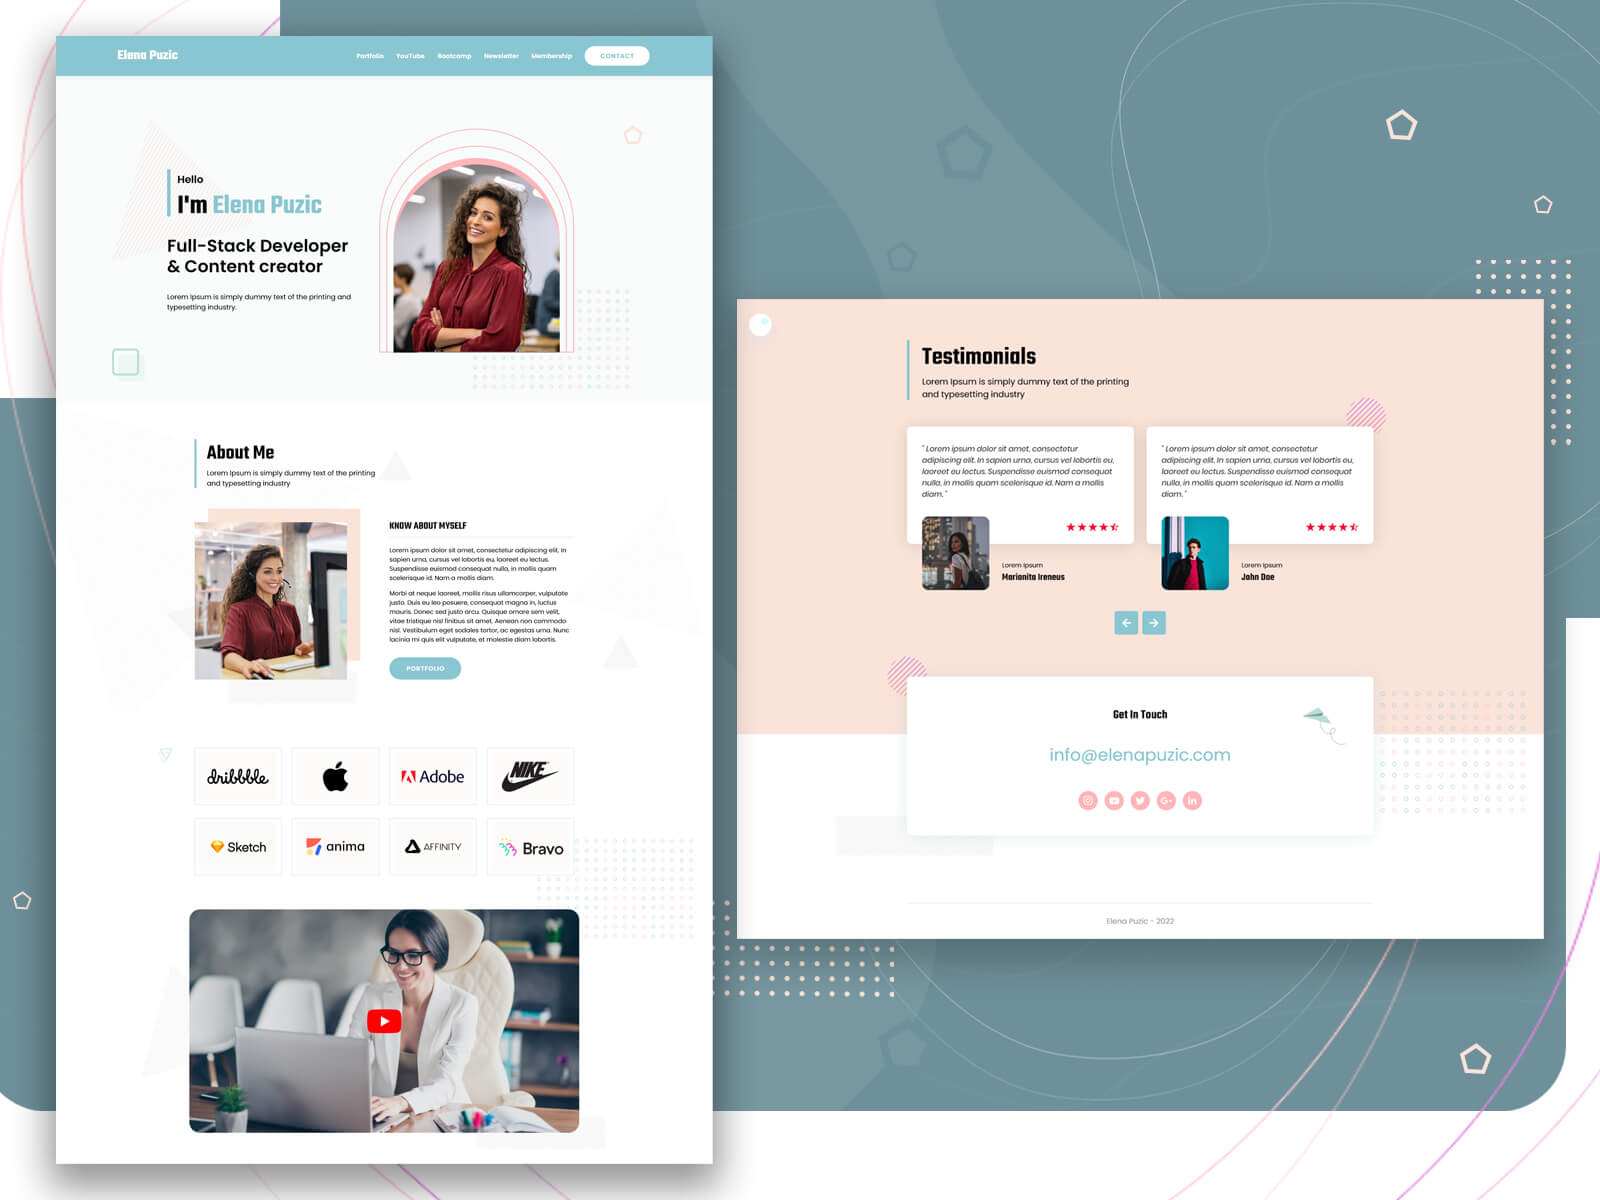 Elena Puzic
Portfolio YouTube Bootcamp Newsletter Membership CONTACT
Hello
I'm Elena Puzic
Full-Stack Developer
& Content creator
Lorem Ipsum is simply dummy text of the printing and
typesetting industry.
About Me
Lorem Ipsum is simply dummy text of the printing
and typesetting industry
KNOW ABOUT MYSELF
Lorem ipsum dolor sit amet, consectetur adipiscing elit. In
sapien urna, cursus vel lobortis eu, laoreet eu lectus.
Suspendisse euismod consequat nulla, in mollis quam
scelerisque id. Nam a mollis diam.
Morbi at neque laoreet, mollis risus ullamcorper, vulputate
justo. Duis eu leo posuere, consequat magna in, luctus
mauris. Donec sed justo arcu. Quisque ornare sem velit,
vitae tristique nisl finibus sit amet. Aenean non commodo
nisl. Vestibulum eget sodales tortor, ac egestas urna. Nunc
lacinia mi quis elit vulputate, et molestie diam lobortis.
PORTFOLIO
dribbble
Adobe
NIKE
Sketch
anima
AFFINITY
Bravo
Testimonials
Lorem Ipsum is simply dummy text of the printing
and typesetting industry
" Lorem ipsum dolor sit amet, consectetur
adipiscing elit. In sapien urna, cursus vel lobortis eu,
laoreet eu lectus. Suspendisse euismod consequat
nulla, in mollis quam scelerisque id. Nam a mollis
diam. "
Lorem Ipsum
Marionita Ireneus
" Lorem ipsum dolor sit amet, consectetur
adipiscing elit. In sapien urna, cursus vel lobortis eu,
laoreet eu lectus. Suspendisse euismod consequat
nulla, in mollis quam scelerisque id. Nam a mollis
diam. "
Lorem Ipsum
John Doe
Get In Touch
info@elenapuzic.com
Elena Puzic - 2022